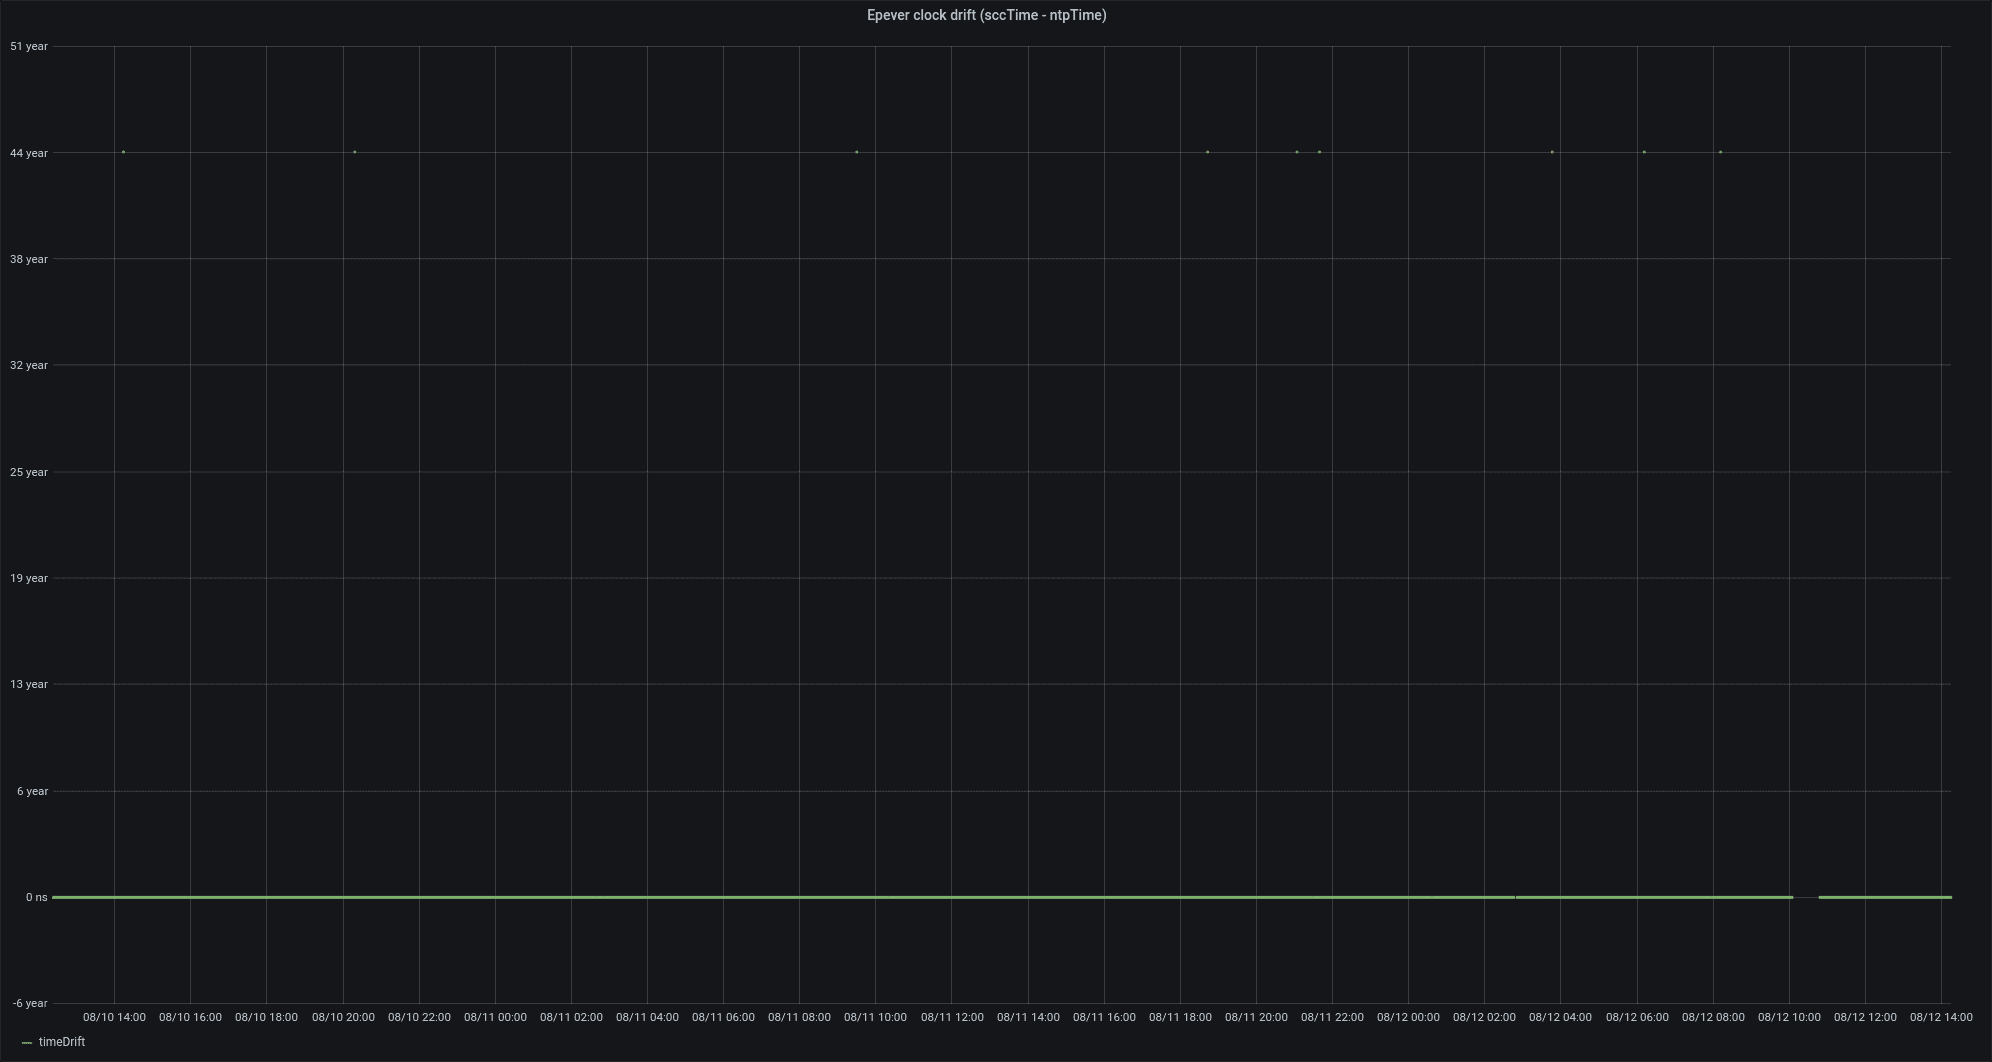 Epever clock drift (sccTime - ntpTime)
51 year
44 year
38 year
32 year
25 year
19 year
13 year
6 year
0 ns
-6 year
08/10 14:00 08/10 16:00 08/10 18:00 08/10 20:00 08/10 22:00 08/11 00:00 08/11 02:00 08/11 04:00 08/11 06:00 08/11 08:00 08/11 10:00 08/11 12:00 08/11 14:00 08/11 16:00 08/11 18:00 08/11 20:00 08/11 22:00 08/12 00:00 08/12 02:00 08/12 04:00 08/12 06:00 08/12 08:00 08/12 10:00 08/12 12:00 08/12 14:00
timeDrift